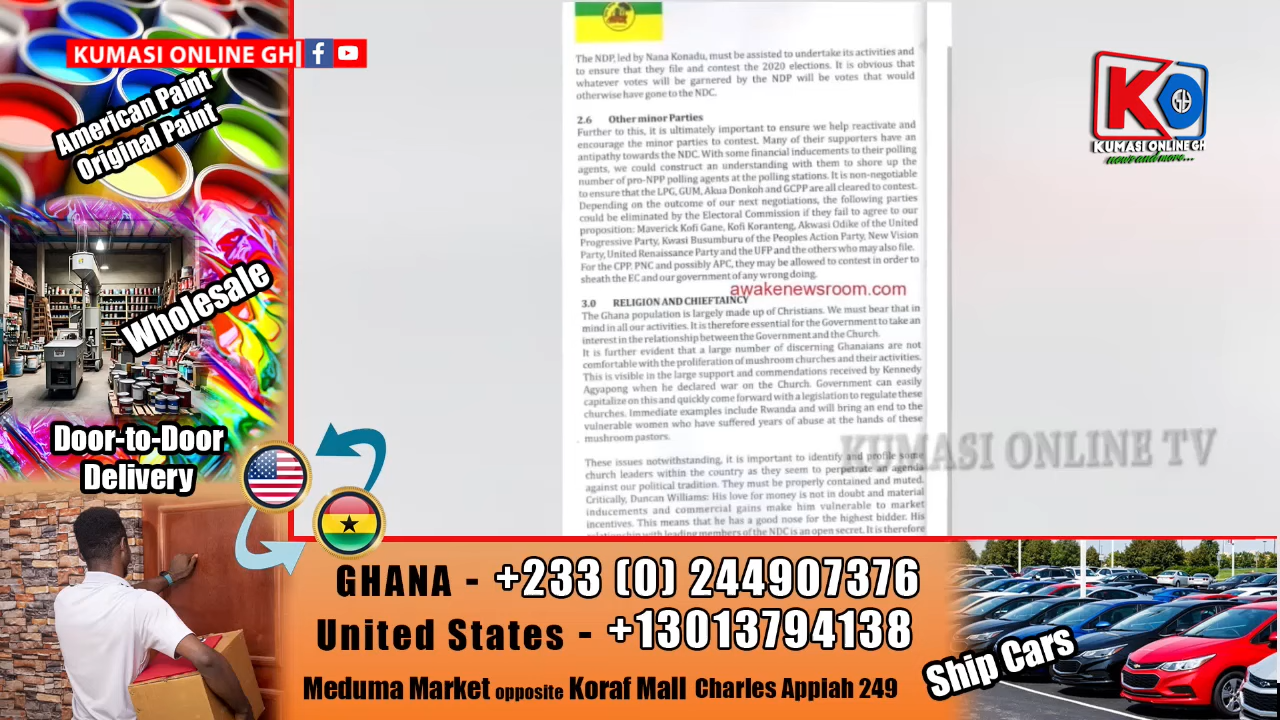 KUMASI ONLINE GH
American Paint
Original Paint
Wholesale
Door-to-Door
Delivery
KO
GH
KUMASI ONLINE GH
news and more...
The NDP, led by Nana Konadu, must be assisted to undertake its activities and
to ensure that they file and contest the 2020 elections. It is obvious that
whatever votes will be garnered by the NDP will be votes that would
otherwise have gone to the NDC.
2.6 Other minor Parties
Further to this, it is ultimately important to ensure we help reactivate and
encourage the minor parties to contest. Many of their supporters have an
antipathy towards the NDC. With some financial inducements to their polling
agents, we could construct an understanding with them to shore up the
number of pro-NPP polling agents at the polling stations. It is non-negotiable
to ensure that the LPG, GUM, Akua Donkoh and GCPP are all cleared to contest.
Depending on the outcome of our next negotiations, the following parties
could be eliminated by the Electoral Commission if they fail to agree to our
proposition: Maverick Kofi Gane, Kofi Koranteng, Akwasi Odike of the United
Progressive Party, Kwasi Busumburu of the Peoples Action Party, New Vision
Party, United Renaissance Party and the UFP and the others who may also file.
For the CPP, PNC and possibly APC, they may be allowed to contest in order to
sheath the EC and our government of any wrong doing.
awakenewsroom.com
3.0 RELIGION AND CHIEFTAINCY
The Ghana population is largely made up of Christians. We must bear that in
mind in all our activities. It is therefore essential for the Government to take an
interest in the relationship between the Government and the Church.
It is further evident that a large number of discerning Ghanaians are not
comfortable with the proliferation of mushroom churches and their activities.
This is visible in the large support and commendations received by Kennedy
Agyapong when he declared war on the Church. Government can easily
capitalize on this and quickly come forward with a legislation to regulate these
churches. Immediate examples include Rwanda and will bring an end to the
vulnerable women who have suffered years of abuse at the hands of these
mushroom pastors.
KUMASI ONLINE TV
These issues notwithstanding, it is important to identify and profile some
church leaders within the country as they seem to perpetrate an agenda
against our political tradition. They must be properly contained and muted.
Critically, Duncan Williams: His love for money is not in doubt and material
inducements and commercial gains make him vulnerable to market
incentives. This means that he has a good nose for the highest bidder. His
relationship with leading members of the NDC is an open secret. It is therefore
GHANA - +233 (0) 244907376
United States - +13013794138
Meduma Market opposite Koraf Mall Charles Appiah 249
Ship Cars